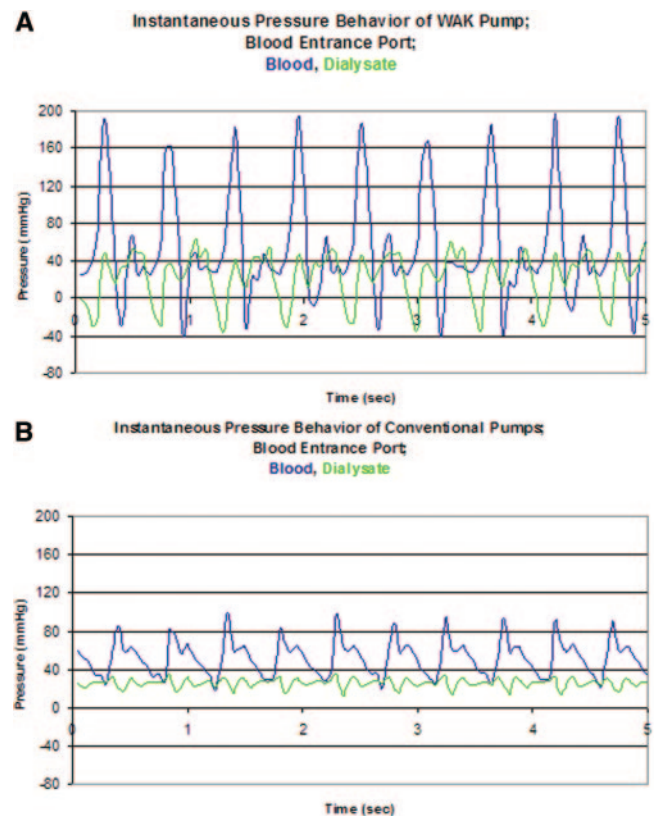 A
Instantaneous Pressure Behavior of WAK Pump;
Blood Entrance Port;
Blood, Dialysate
Pressure (mmHg)
200
160
120
80
40
0
-40
-80
0 1 2 3 4 5
Time (sec)
B
Instantaneous Pressure Behavior of Conventional Pumps;
Blood Entrance Port;
Blood, Dialysate
Pressure (mmHg)
200
160
120
80
40
0
-40
-80
0 1 2 3 4 5
Time (sec)